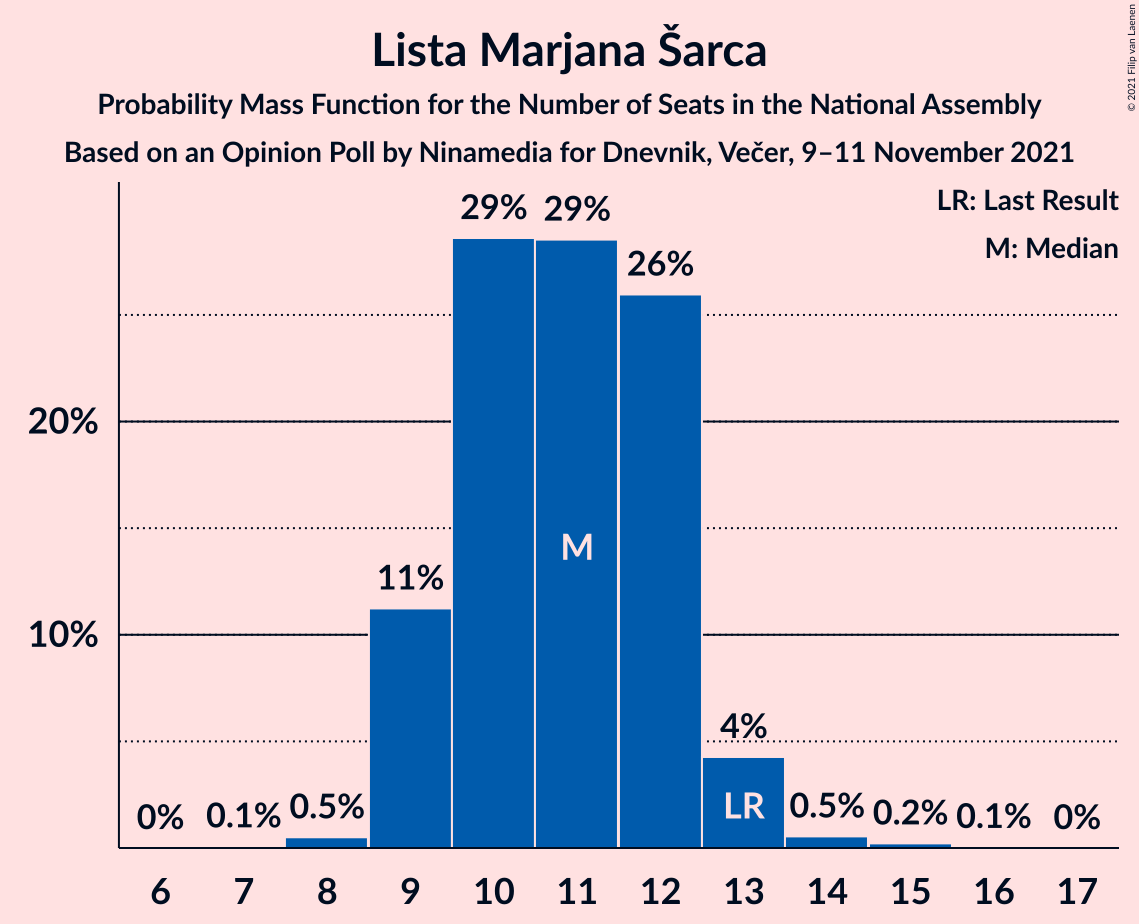 Lista Marjana Šarca
Probability Mass Function for the Number of Seats in the National Assembly
Based on an Opinion Poll by Ninamedia for Dnevnik, Večer, 9–11 November 2021
© 2021 Filip van Laenen
LR: Last Result
M: Median
20%
10%
0%
0.1%
0.5%
11%
29%
29%
26%
4%
0.5%
0.2%
0.1%
0%
M
LR
6 7 8 9 10 11 12 13 14 15 16 17